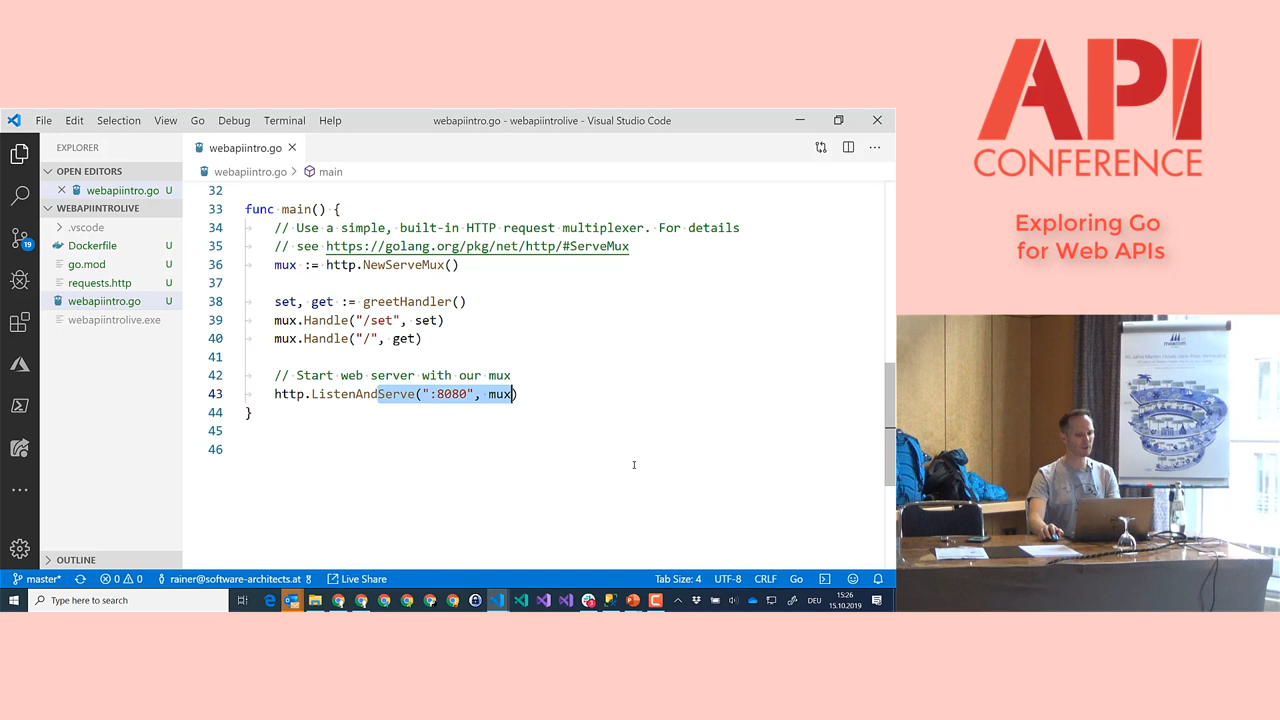 File Edit Selection View Go Debug Terminal Help
webapiintro.go - webapiintrolive - Visual Studio Code
EXPLORER
OPEN EDITORS
webapiintro.go U
WEBAPIINTROLIVE
.vscode
Dockerfile U
go.mod U
requests.http U
webapiintro.go U
webapiintrolive.exe
OUTLINE
19
webapiintro.go
webapiintro.go > main
32
33 func main() {
34 // Use a simple, built-in HTTP request multiplexer. For details
35 // see https://golang.org/pkg/net/http/#ServeMux
36 mux := http.NewServeMux()
37
38 set, get := greetHandler()
39 mux.Handle("/set", set)
40 mux.Handle("/", get)
41
42 // Start web server with our mux
43 http.ListenAndServe(":8080", mux)
44 }
45
46
master* 0 0 rainer@software-architects.at Live Share
Tab Size: 4 UTF-8 CRLF Go
Type here to search
DEU
15:26
15.10.2019
API
CONFERENCE
Exploring Go
for Web APIs